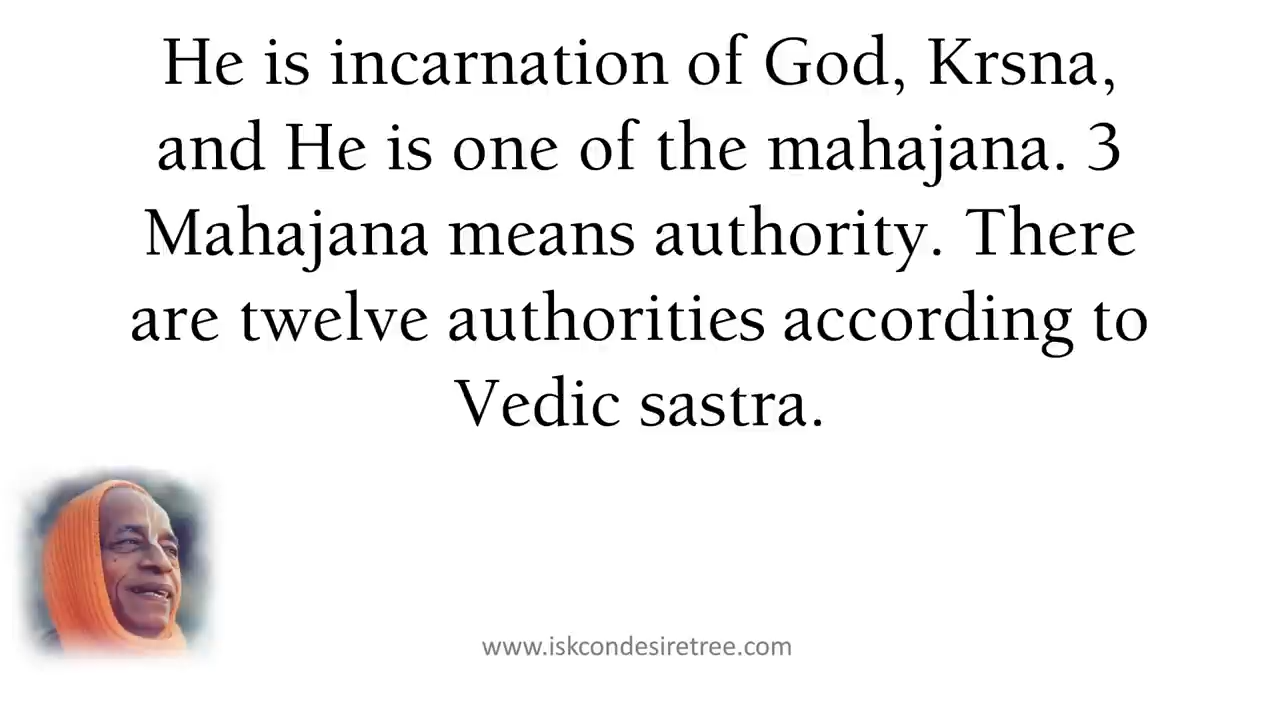 He is incarnation of God, Krsna,
and He is one of the mahajana. 3
Mahajana means authority. There
are twelve authorities according to
Vedic sastra.
www.iskcondesiretree.com